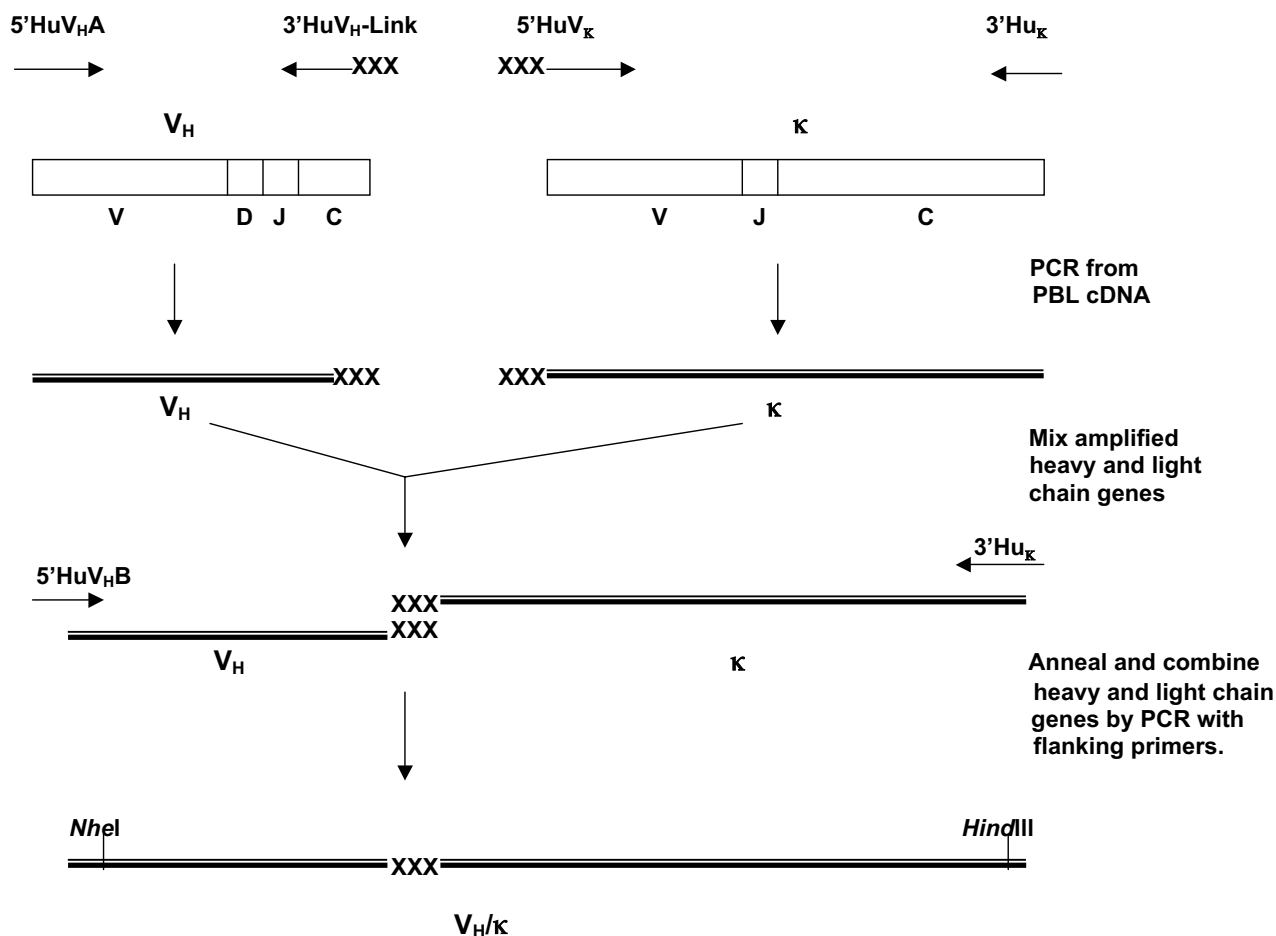 5'HuVHA
3'HuVH-Link
5'HuVκ
3'Huκ
XXX
XXX
VH
κ
V
D
J
C
V
J
C
PCR from
PBL cDNA
XXX
XXX
VH
κ
Mix amplified
heavy and light
chain genes
3'Huκ
5'HuVHB
XXX
XXX
VH
κ
Anneal and combine
heavy and light chain
genes by PCR with
flanking primers.
NheI
HindIII
XXX
VH/κ